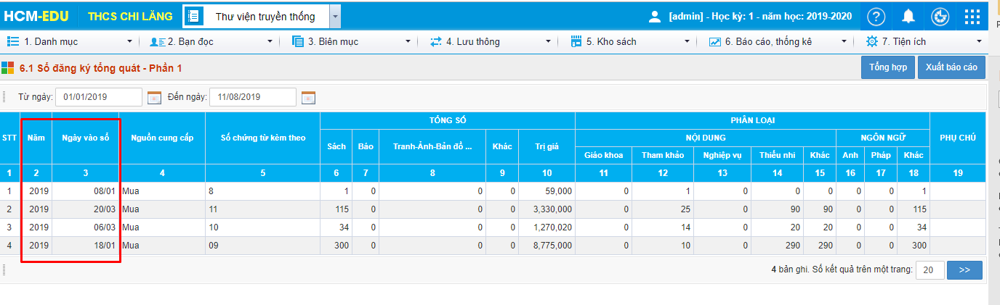 HCM-EDU THCS CHI LĂNG Thư viện truyền thống [admin] - Học kỳ: 1 - năm học: 2019-2020
1. Danh mục 2. Bạn đọc 3. Biên mục 4. Lưu thông 5. Kho sách 6. Báo cáo, thống kê 7. Tiện ích
6.1 Sổ đăng ký tổng quát - Phần 1 Tổng hợp Xuất báo cáo
Từ ngày: 01/01/2019 Đến ngày: 11/08/2019
TỔNG SỐ PHÂN LOẠI
STT Năm Ngày vào sổ Nguồn cung cấp Số chứng từ kèm theo NỘI DUNG NGÔN NGỮ PHỤ CHÚ
Sách Báo Tranh-Ảnh-Bản đồ ... Khác Trị giá
Giáo khoa Tham khảo Nghiệp vụ Thiếu nhi Khác Anh Pháp Khác
1 2 3 4 5 6 7 8 9 10 11 12 13 14 15 16 17 18 19
1 2019 08/01 Mua 8 1 0 0 0 59,000 0 1 0 0 0 0 0 1
2 2019 20/03 Mua 11 115 0 0 0 3,330,000 0 25 0 90 90 0 0 115
3 2019 06/03 Mua 10 34 0 0 0 1,270,020 0 14 0 20 20 0 0 34
4 2019 18/01 Mua 09 300 0 0 0 8,775,000 0 10 0 290 290 0 0 300
4 bản ghi. Số kết quả trên một trang: 20 >>